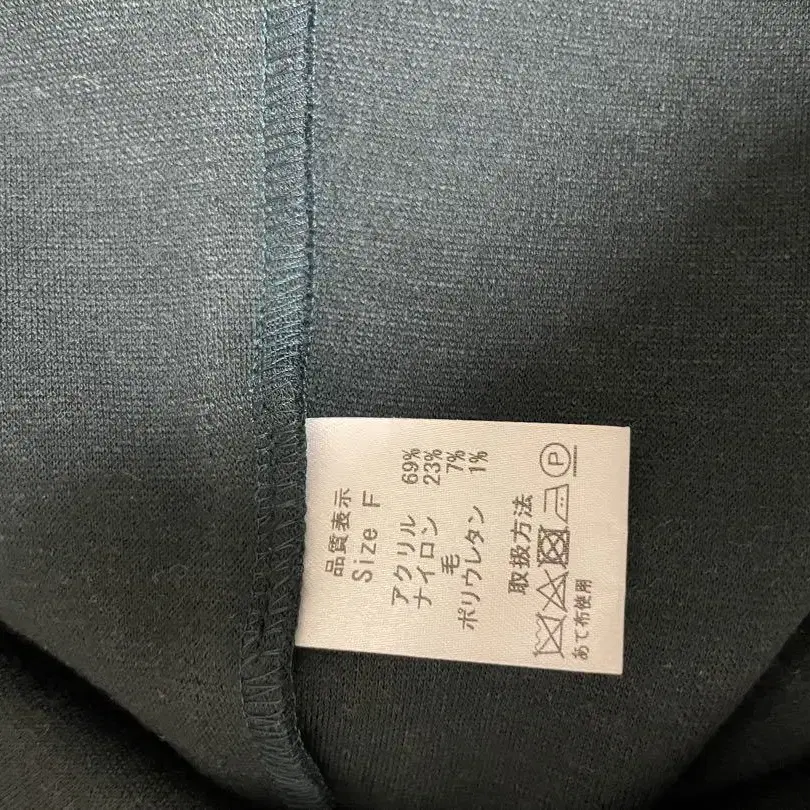 品質表示
Size F
アクリル 69%
ナイロン 23%
毛 7%
ポリウレタン 1%
取扱方法
P
あて布使用